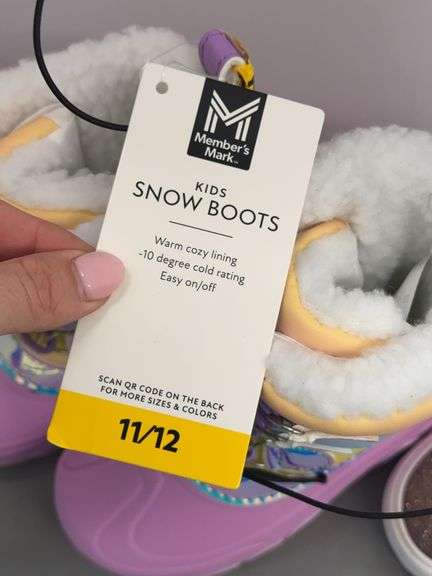 Member's
Mark™
KIDS
SNOW BOOTS
Warm cozy lining
-10 degree cold rating
Easy on/off
SCAN QR CODE ON THE BACK
FOR MORE SIZES & COLORS
11/12